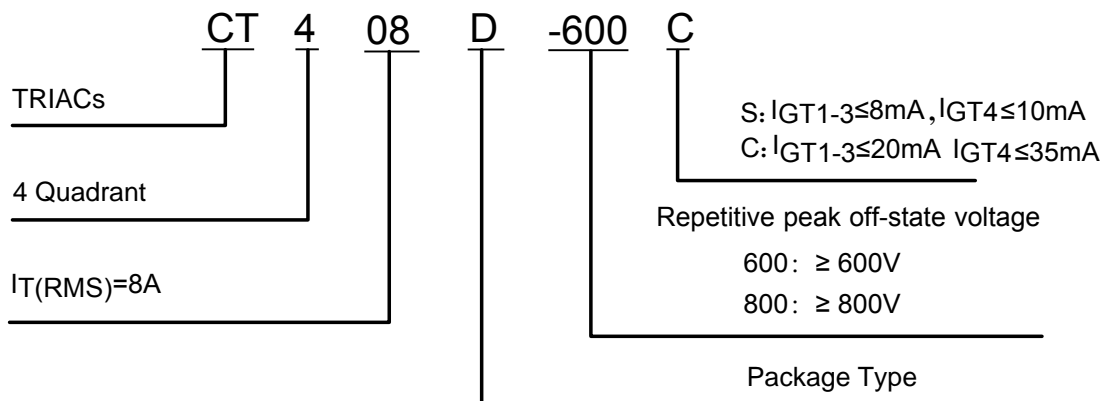 CT 4 08 D -600 C
TRIACs
S: IGT1-3≤8mA, IGT4≤10mA
C: IGT1-3≤20mA IGT4≤35mA
4 Quadrant
Repetitive peak off-state voltage
600: ≥ 600V
IT(RMS)=8A
800: ≥ 800V
Package Type